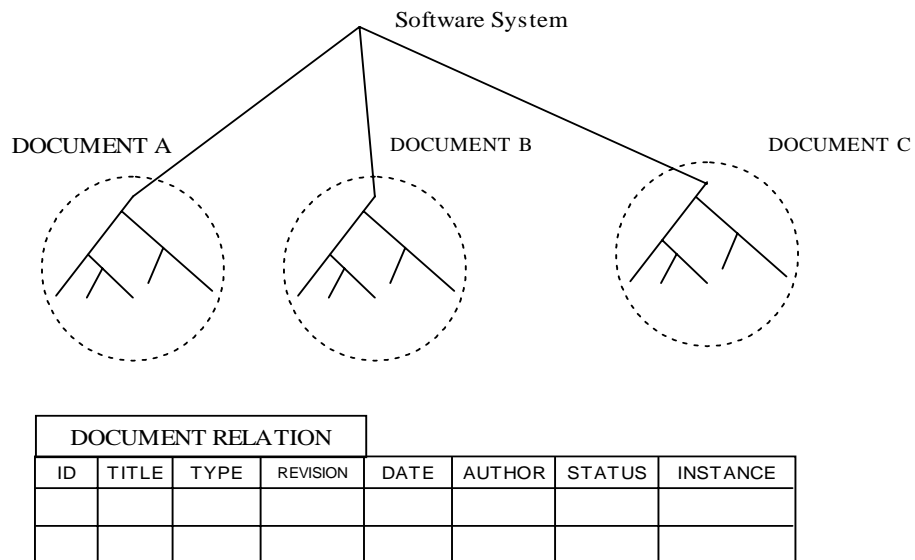 Software System
DOCUMENT A
DOCUMENT B
DOCUMENT C
DOCUMENT RELATION
ID TITLE TYPE REVISION DATE AUTHOR STATUS INSTANCE